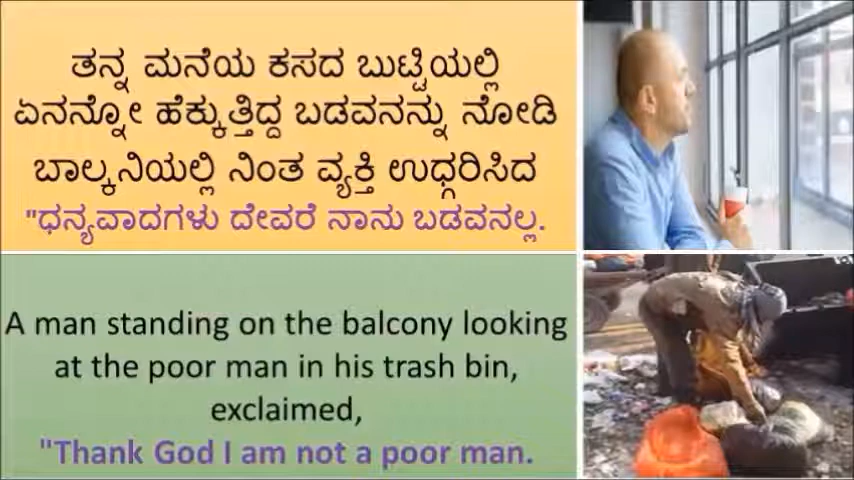 ತನ್ನ ಮನೆಯ ಕಸದ ಬುಟ್ಟಿಯಲ್ಲಿ
ಏನನ್ನೋ ಹೆಕ್ಕುತ್ತಿದ್ದ ಬಡವನನ್ನು ನೋಡಿ
ಬಾಲ್ಕನಿಯಲ್ಲಿ ನಿಂತ ವ್ಯಕ್ತಿ ಉಧ್ಗರಿಸಿದ
"ಧನ್ಯವಾದಗಳು ದೇವರೆ ನಾನು ಬಡವನಲ್ಲ.
A man standing on the balcony looking
at the poor man in his trash bin,
exclaimed,
"Thank God I am not a poor man.